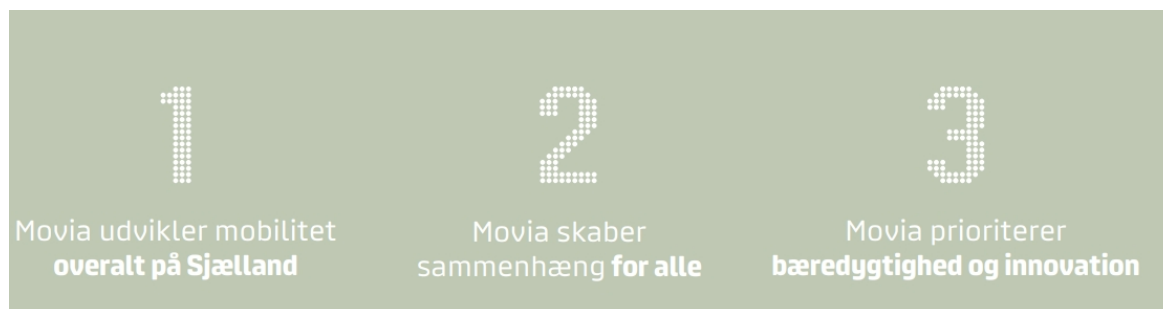 1
Movia udvikler mobilitet
overalt på Sjælland
2
Movia skaber
sammenhæng for alle
3
Movia prioriterer
bæredygtighed og innovation